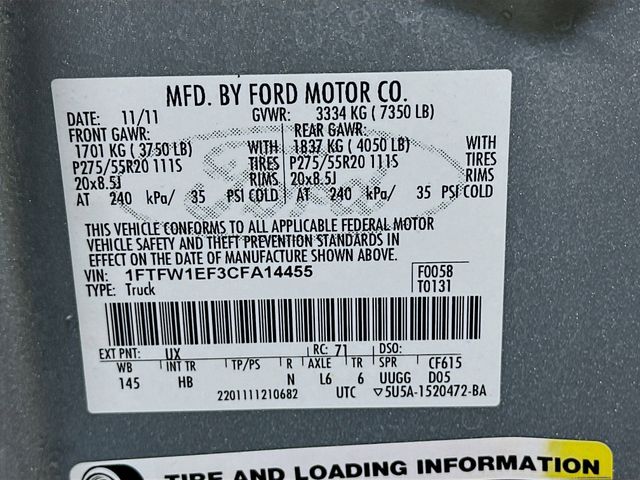 MFD. BY FORD MOTOR CO.
DATE: 11/11 GVWR: 3334 KG ( 7350 LB)
FRONT GAWR: REAR GAWR:
1701 KG ( 3750 LB) WITH 1837 KG ( 4050 LB) WITH
P275/55R20 111S TIRES P275/55R20 111S TIRES
20x8.5J RIMS 20x8.5J RIMS
AT 240 kPa/ 35 PSI COLD AT 240 kPa/ 35 PSI COLD
THIS VEHICLE CONFORMS TO ALL APPLICABLE FEDERAL MOTOR
VEHICLE SAFETY AND THEFT PREVENTION STANDARDS IN
EFFECT ON THE DATE OF MANUFACTURE SHOWN ABOVE.
VIN: 1FTFW1EF3CFA14455 F0058
TYPE: Truck T0131
EXT PNT: UX RC: 71 DSO:
WB INT TR TP/PS R AXLE TR SPR CF615
145 HB N L6 6 UUGG D05
2201111210682 UTC ▽5U5A-1520472-BA
TIRE AND LOADING INFORMATION